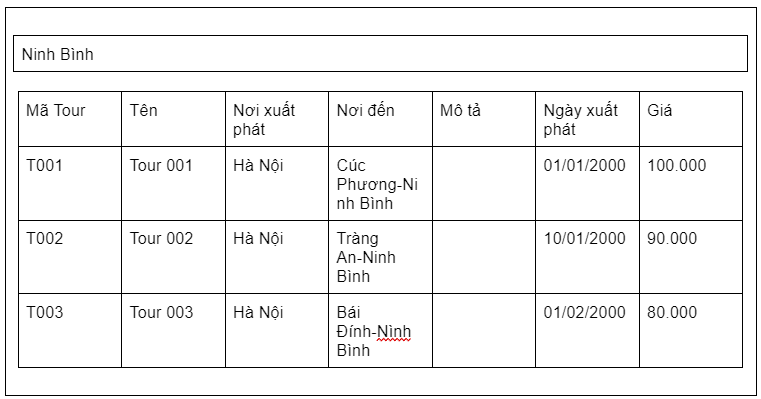 Ninh Bình
Mã Tour
Tên
Nơi xuất
phát
Nơi đến
Mô tả
Ngày xuất
phát
Giá
T001
Tour 001
Hà Nội
Cúc
Phương-Ni
nh Bình
01/01/2000
100.000
T002
Tour 002
Hà Nội
Tràng
An-Ninh
Bình
10/01/2000
90.000
T003
Tour 003
Hà Nội
Bái
Đính-Nình
Bình
01/02/2000
80.000